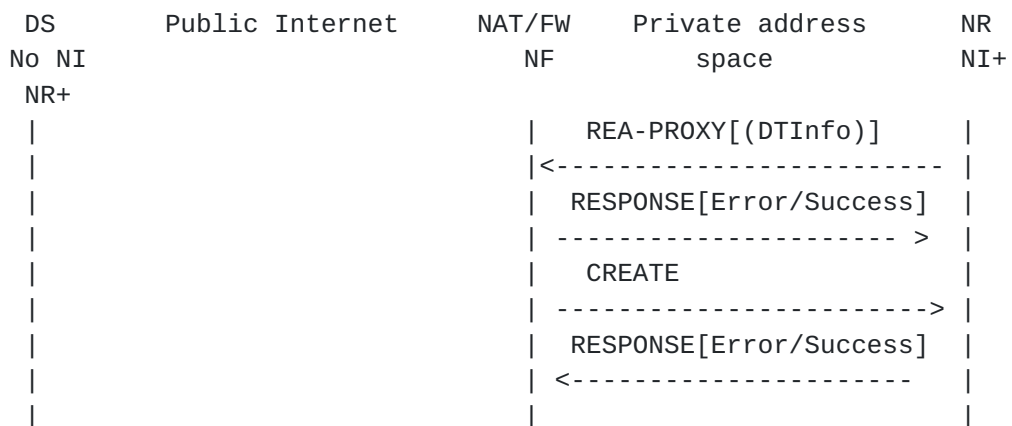 DS Public Internet NAT/FW Private address NR
No NI NF space NI+
NR+
| | REA-PROXY[(DTInfo)] |
| |<------------------------- |
| | RESPONSE[Error/Success] |
| | ---------------------- > |
| | CREATE |
| | ------------------------> |
| | RESPONSE[Error/Success] |
| | <---------------------- |
| | |